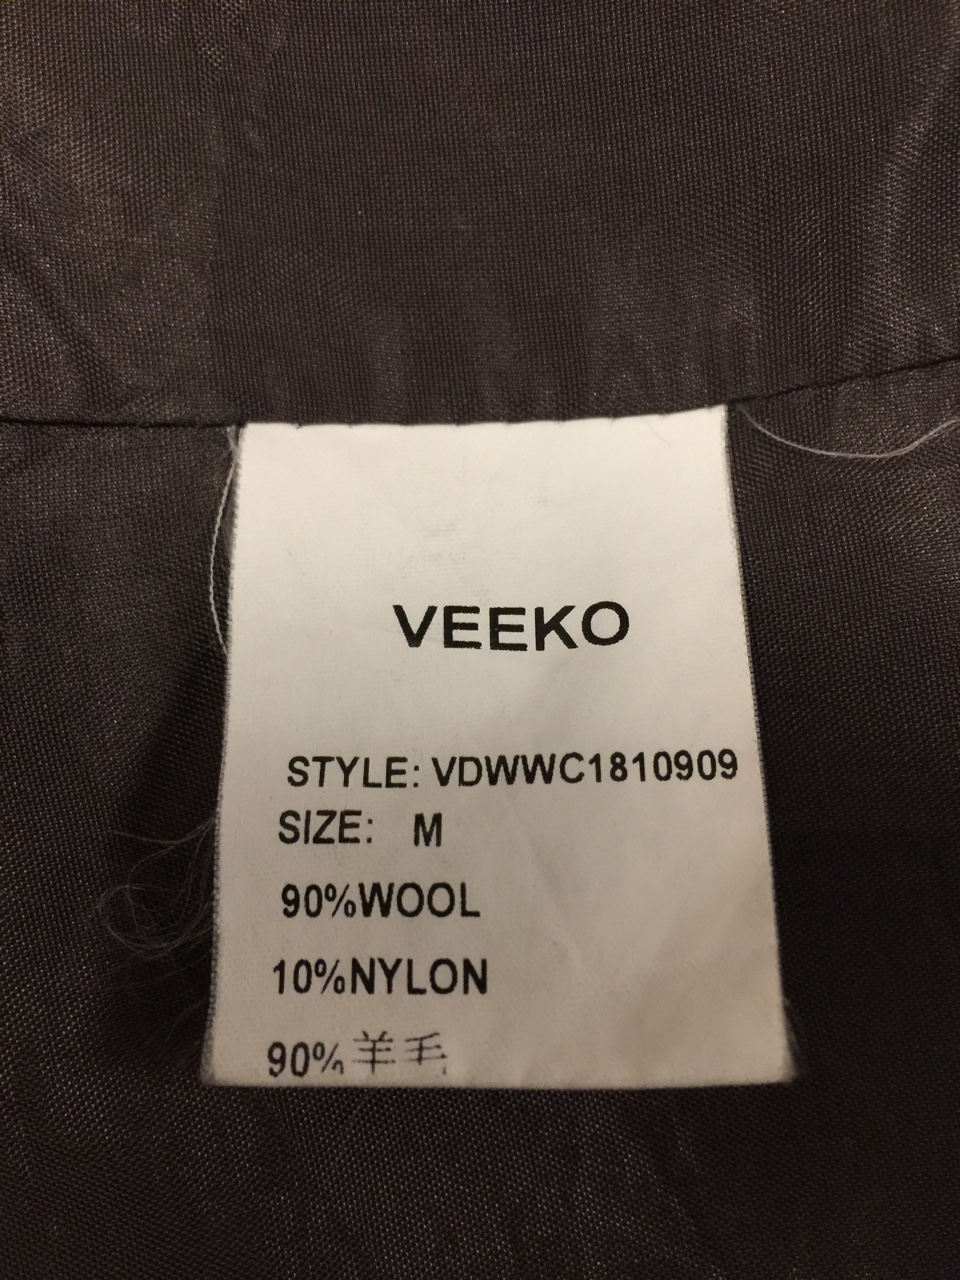 VEEKO
STYLE: VDWWC1810909
SIZE: M
90%WOOL
10%NYLON
90%羊毛